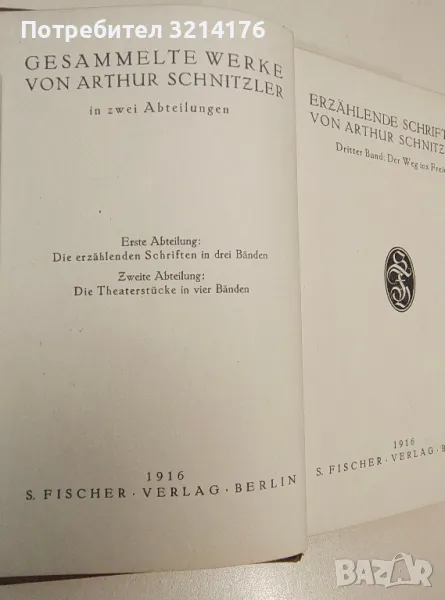 Потребител 3214176
GESAMMELTE WERKE
VON ARTHUR SCHNITZLER
in zwei Abteilungen
Erste Abteilung:
Die erzählenden Schriften in drei Bänden
Zweite Abteilung:
Die Theaterstücke in vier Bänden
1916
S. FISCHER · VERLAG · BERLIN
ERZÄHLENDE SCHRIFT
VON ARTHUR SCHNITZ
Dritter Band: Der Weg ins Frei
1916
S. FISCHER · VERLAG · B
BAZAR